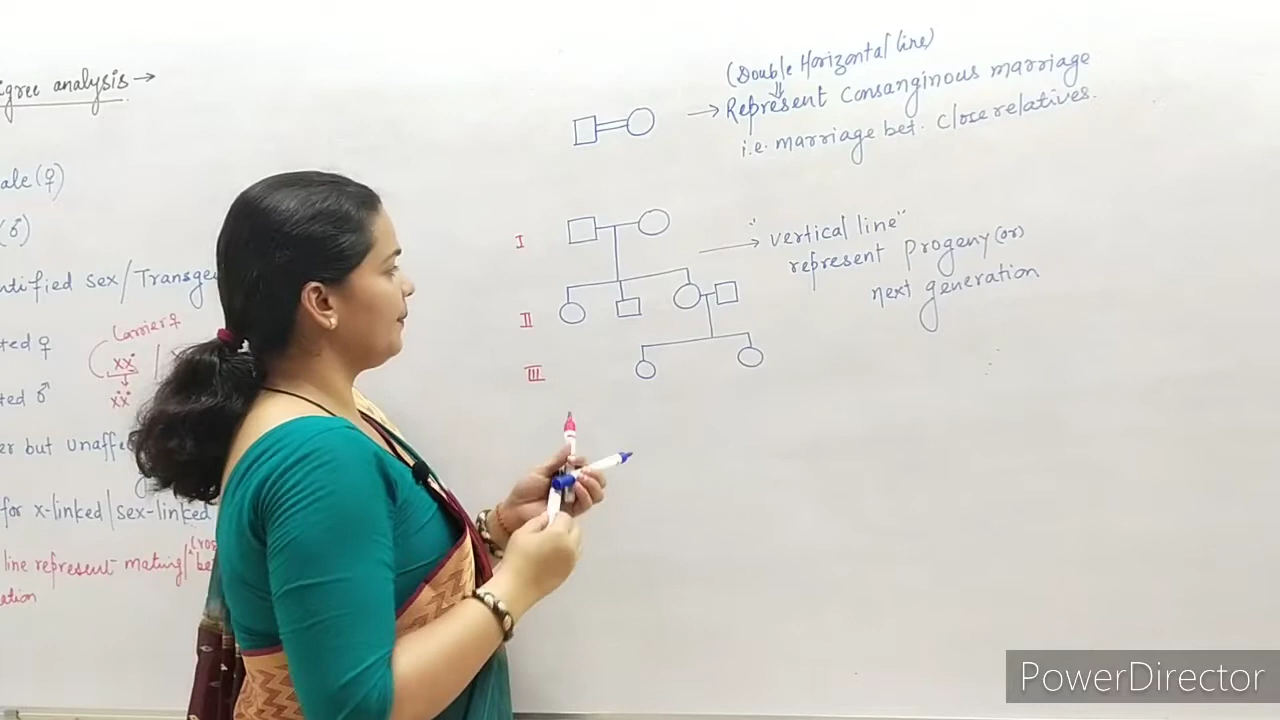 igree analysis →
ale (♀)
(♂)
ntified sex/Transge
ted ♀
Carrier ♀
XX
XX
ted ♂
er but unaffe
for x-linked/sex-linked
line represent mating/
ation
(Double Horizontal line)
→ Represent Consanginous marriage
i.e. marriage bet. Close relatives.
I
II
III
→ "vertical line"
represent Progeny (or)
next generation
PowerDirector